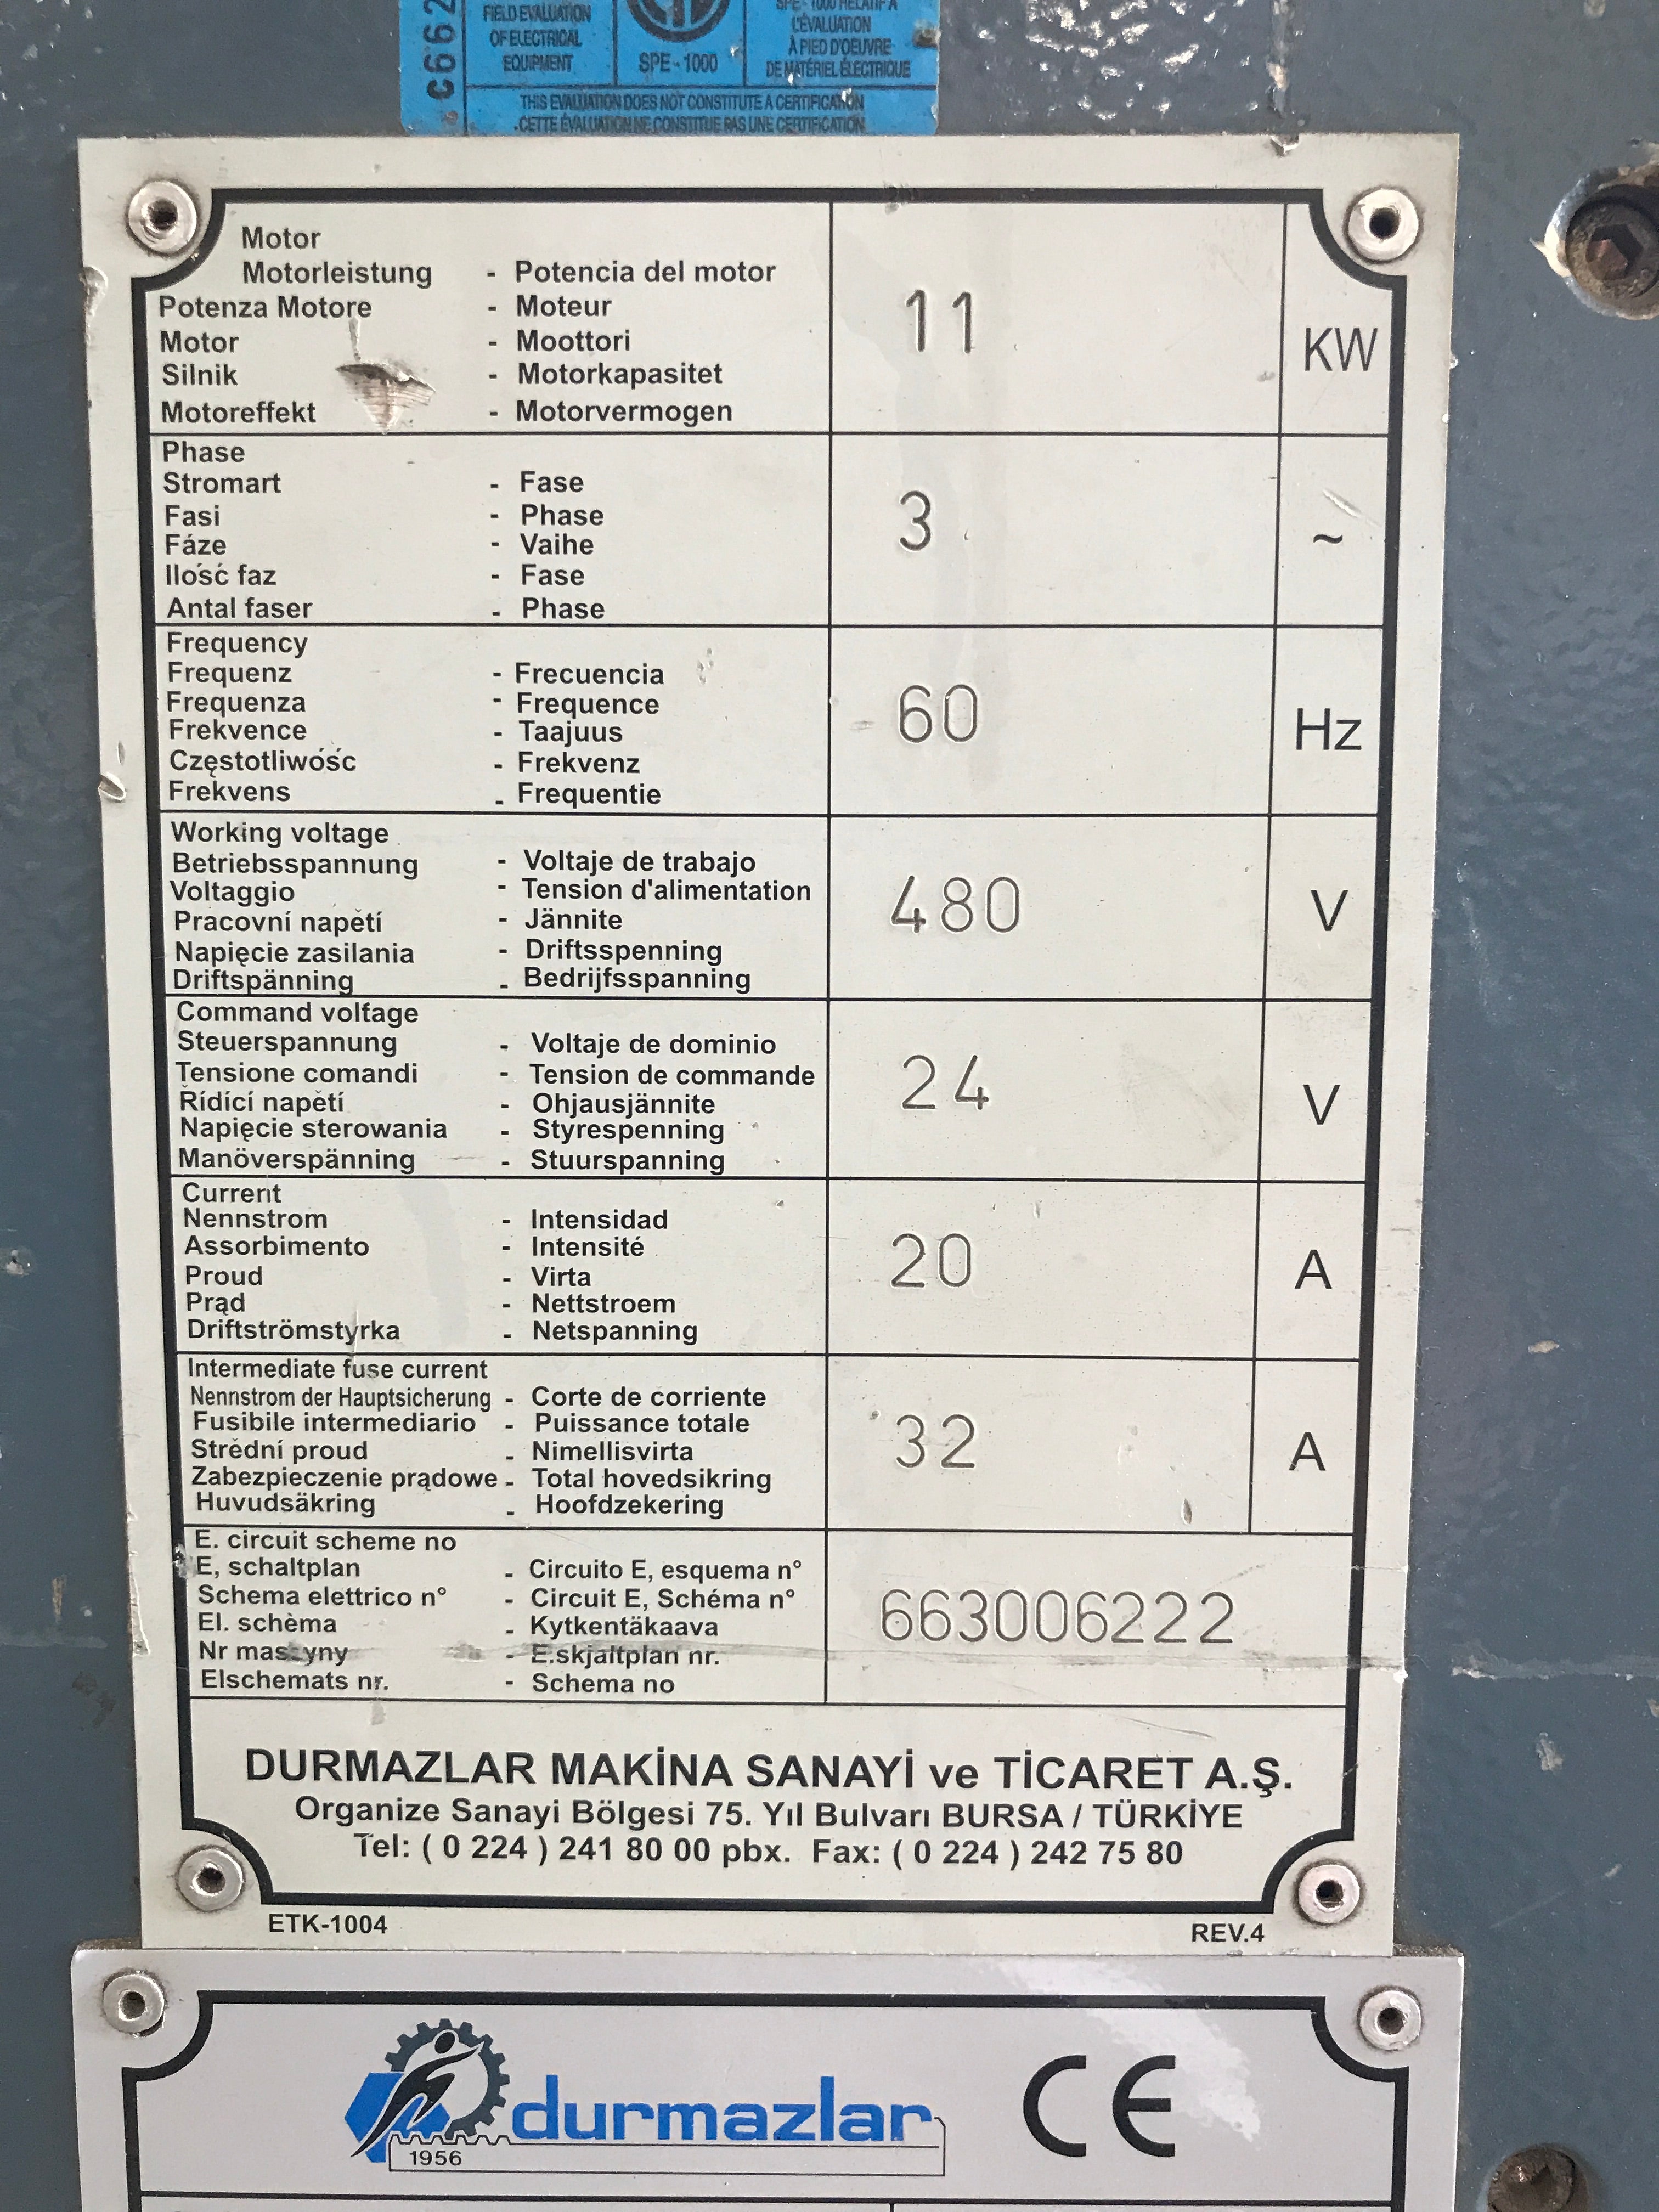 C662
FIELD EVALUATION
OF ELECTRICAL
EQUIPMENT
SPE - 1000
SPE - 1000 RELATIF A
L'ÉVALUATION
À PIED D'OEUVRE
DE MATÉRIEL ÉLECTRIQUE
THIS EVALUATION DOES NOT CONSTITUTE A CERTIFICATION
CETTE ÉVALUATION NE CONSTITUE PAS UNE CERTIFICATION
Motor
Motorleistung - Potencia del motor
Potenza Motore - Moteur
Motor - Moottori
Silnik - Motorkapasitet
Motoreffekt - Motorvermogen
11 KW
Phase
Stromart - Fase
Fasi - Phase
Fáze - Vaihe
Ilośc faz - Fase
Antal faser - Phase
3 ~
Frequency
Frequenz - Frecuencia
Frequenza - Frequence
Frekvence - Taajuus
Częstotliwośc - Frekvenz
Frekvens - Frequentie
60 Hz
Working voltage
Betriebsspannung - Voltaje de trabajo
Voltaggio - Tension d'alimentation
Pracovní napětí - Jännite
Napięcie zasilania - Driftsspenning
Driftspänning - Bedrijfsspanning
480 V
Command voltage
Steuerspannung - Voltaje de dominio
Tensione comandi - Tension de commande
Řídící napětí - Ohjausjännite
Napięcie sterowania - Styrespenning
Manöverspänning - Stuurspanning
24 V
Current
Nennstrom - Intensidad
Assorbimento - Intensité
Proud - Virta
Prąd - Nettstroem
Driftströmstyrka - Netspanning
20 A
Intermediate fuse current
Nennstrom der Hauptsicherung - Corte de corriente
Fusibile intermediario - Puissance totale
Strědní proud - Nimellisvirta
Zabezpieczenie prądowe - Total hovedsikring
Huvudsäkring - Hoofdzekering
32 A
E. circuit scheme no
E, schaltplan - Circuito E, esquema n°
Schema elettrico n° - Circuit E, Schéma n°
El. schèma - Kytkentäkaava
Nr maszyny - E.skjaltplan nr.
Elschemats nr. - Schema no
663006222
DURMAZLAR MAKİNA SANAYİ ve TİCARET A.Ş.
Organize Sanayi Bölgesi 75. Yıl Bulvarı BURSA / TÜRKİYE
Tel: ( 0 224 ) 241 80 00 pbx. Fax: ( 0 224 ) 242 75 80
ETK-1004 REV.4
durmazlar CE
1956